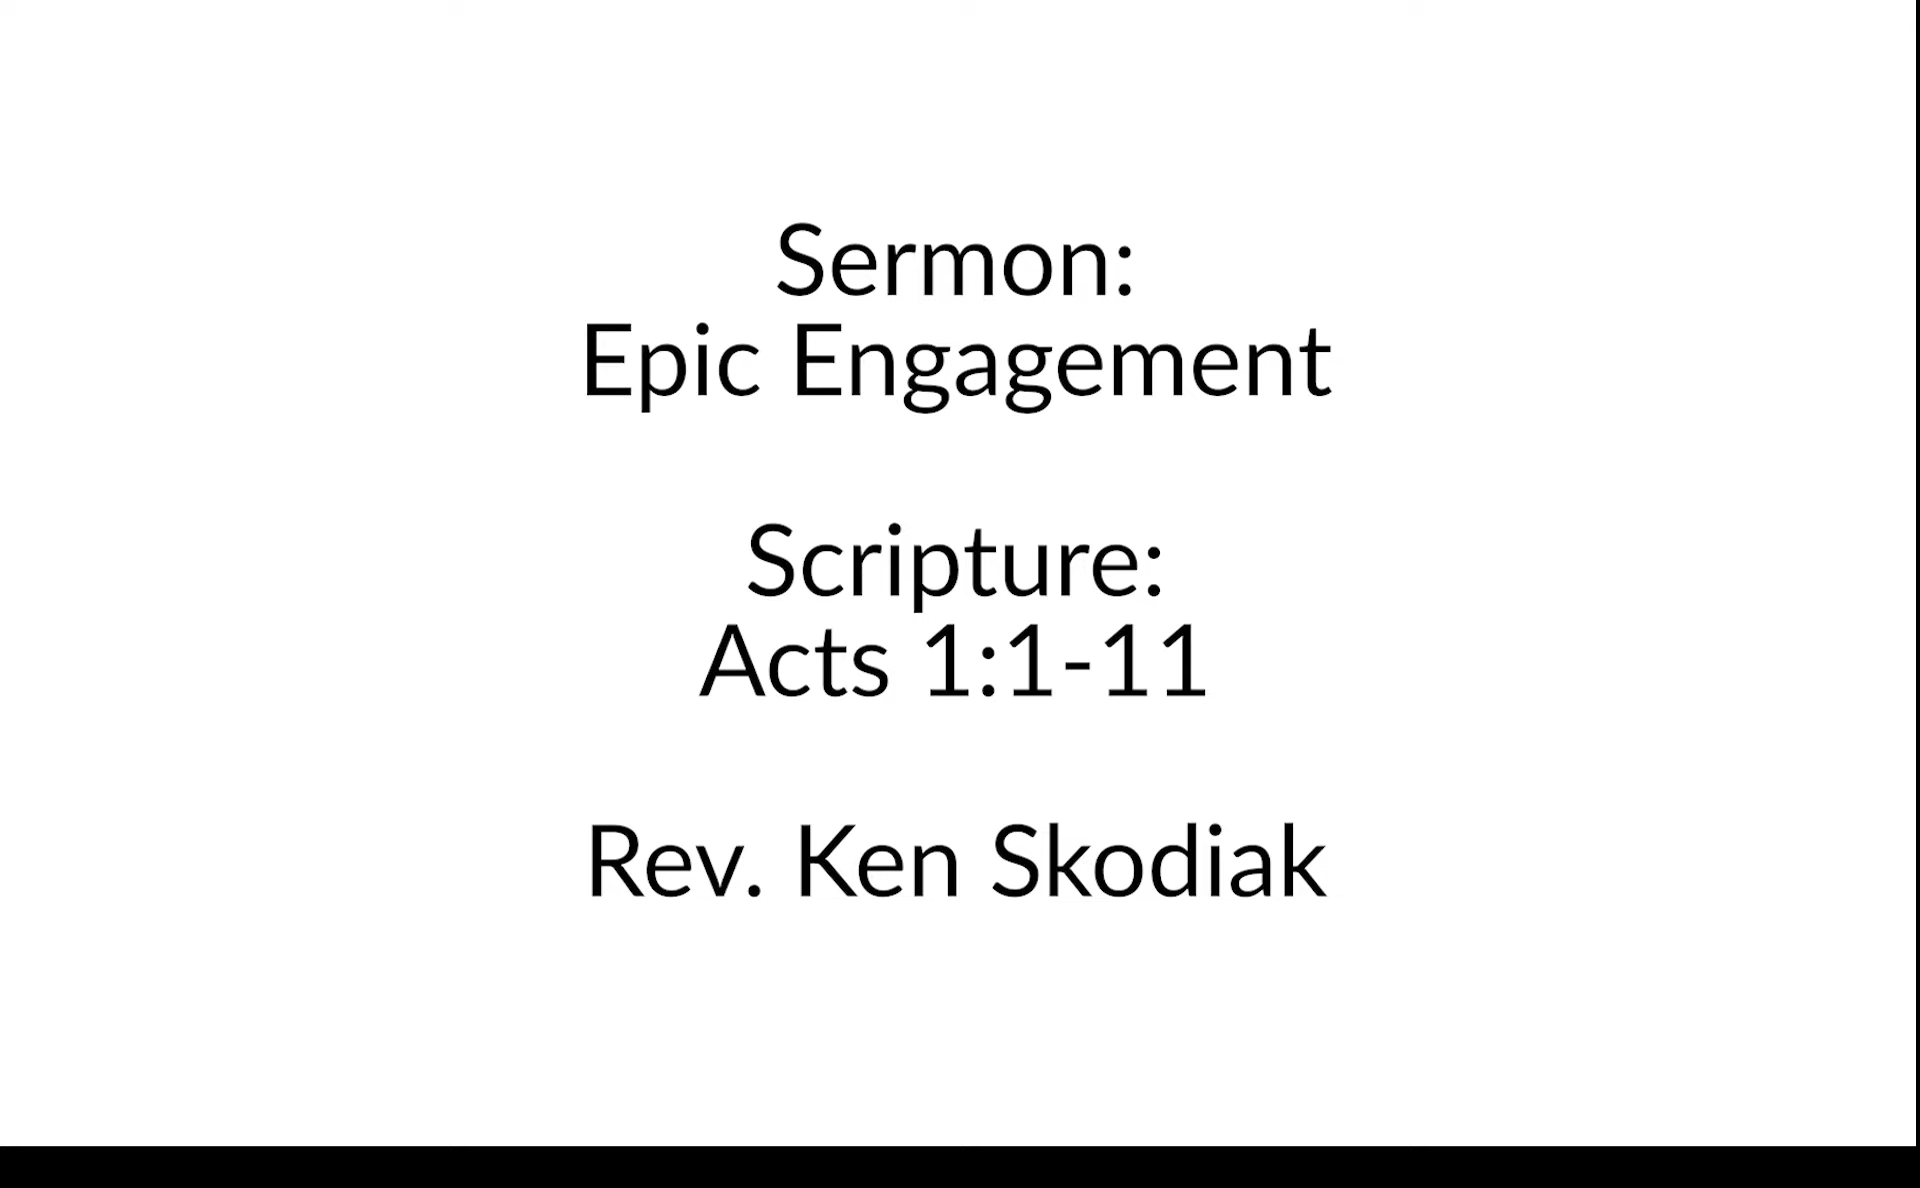 Sermon:
Epic Engagement
Scripture:
Acts 1:1-11
Rev. Ken Skodiak